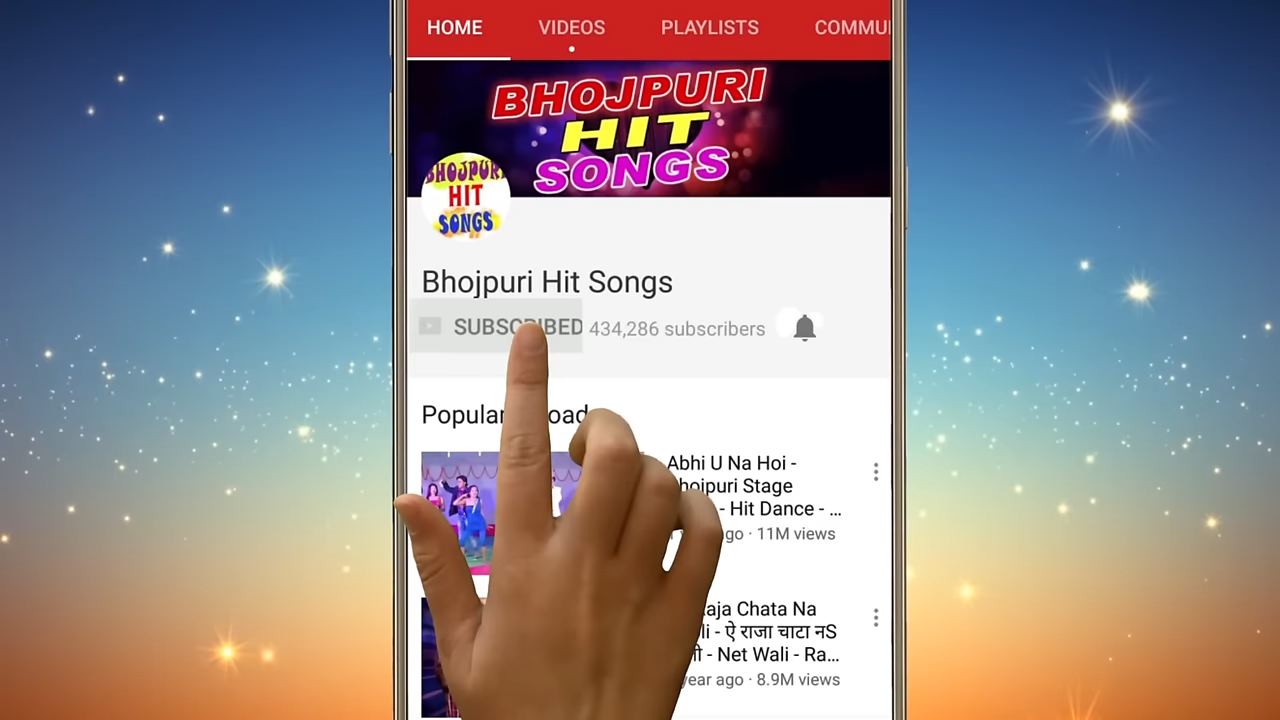 HOME VIDEOS PLAYLISTS
BHOJPURI
HIT
SONGS
BHOJPURI
HIT
SONGS
Bhojpuri Hit Songs
SUBSCRIBED 434,286 subscribers
Popular
Abhi U Na Hoi -
Bhojpuri Stage
- Hit Dance - ...
ago · 11M views
Raja Chata Na
- ऐ राजा चाटा नS
- Net Wali - Ra...
year ago · 8.9M views